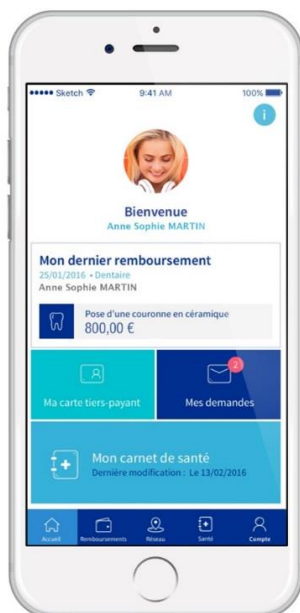 Sketch 9:41 AM 100%
i
Bienvenue
Anne Sophie MARTIN
Mon dernier remboursement
25/01/2016 • Dentaire
Anne Sophie MARTIN
Pose d'une couronne en céramique
800,00 €
2
Ma carte tiers-payant Mes demandes
Mon carnet de santé
Dernière modification : Le 13/02/2016
Accueil Remboursements Réseau Santé Compte